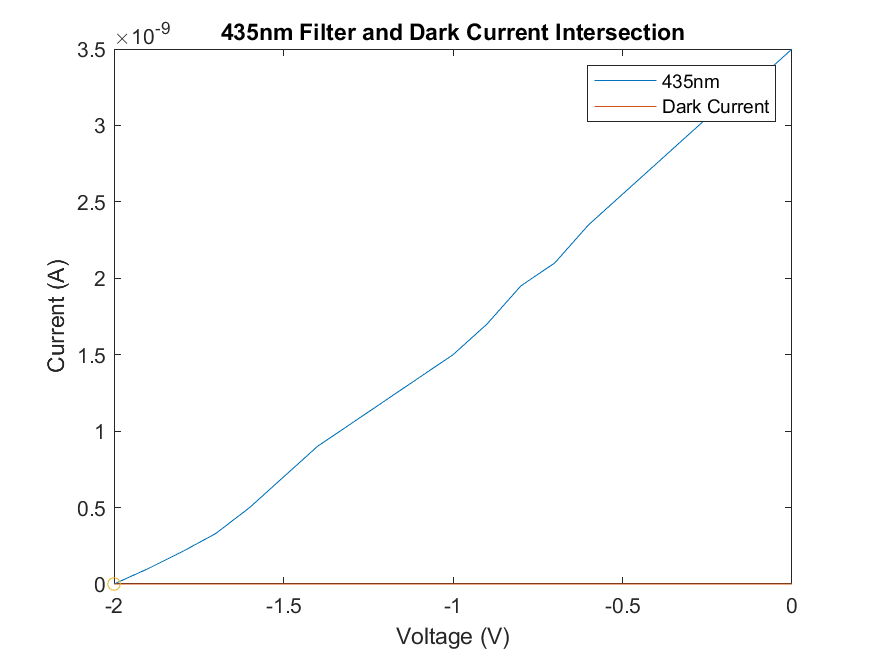 ×10⁻⁹
435nm Filter and Dark Current Intersection
3.5
3
2.5
2
1.5
1
0.5
0
Current (A)
435nm
Dark Current
-2
-1.5
-1
-0.5
0
Voltage (V)